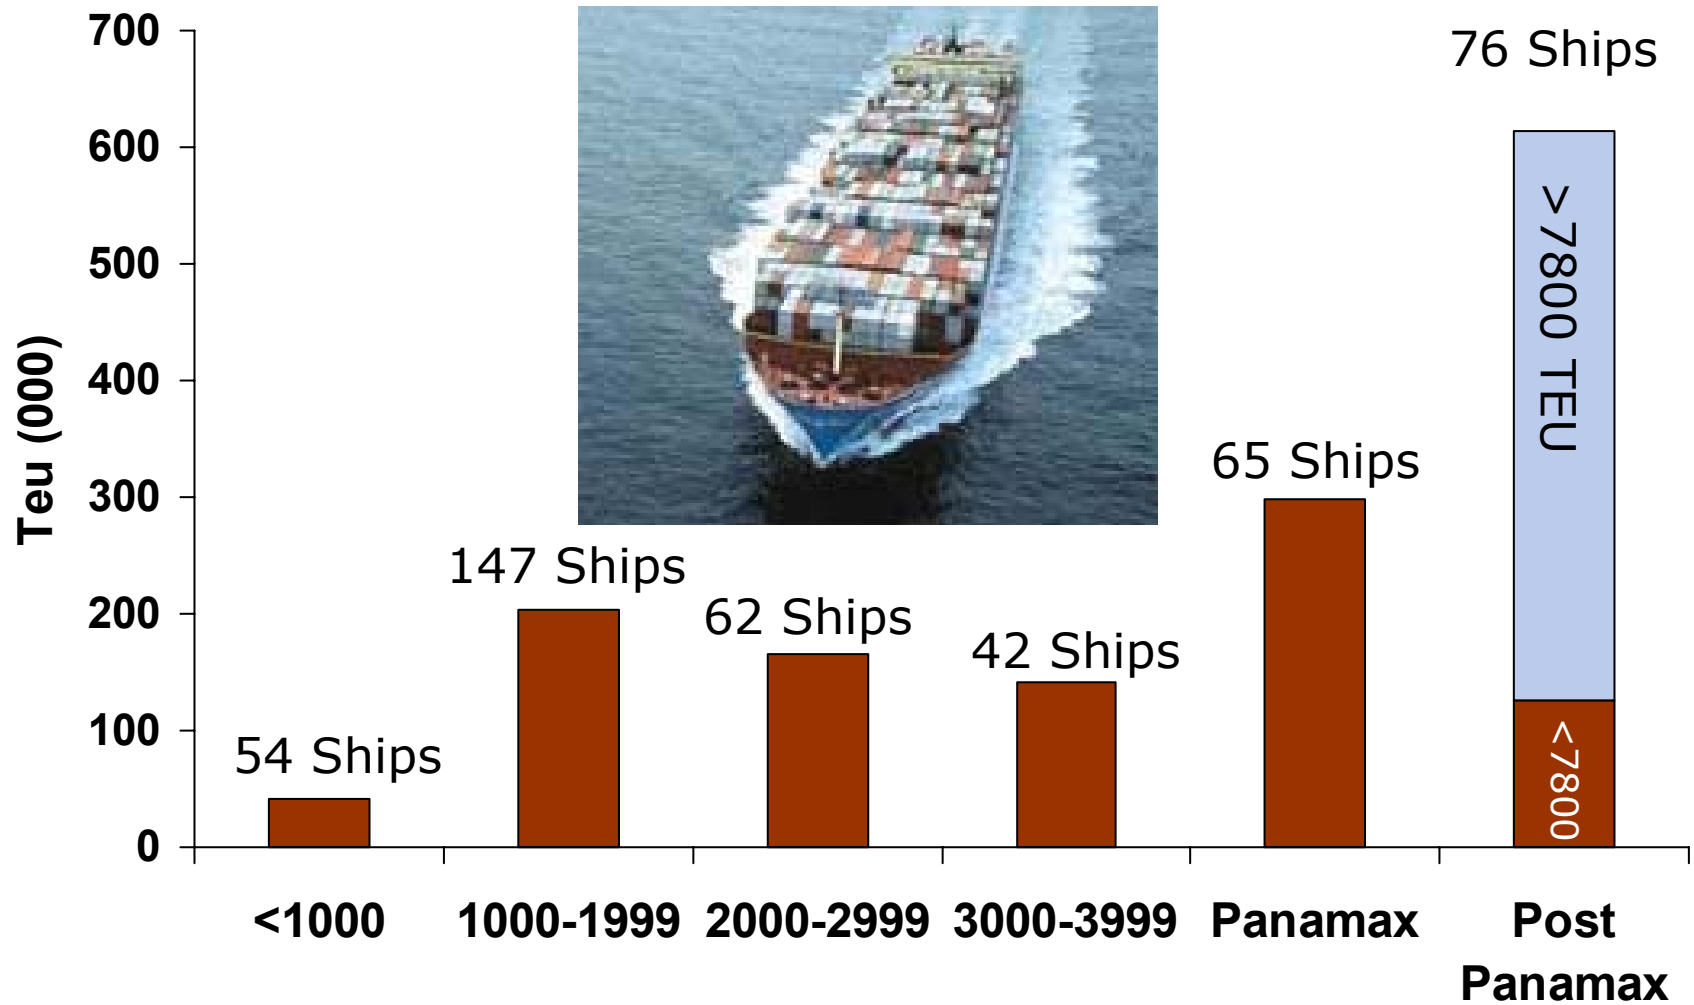 700
600
500
400
300
200
100
0
Teu (000)
54 Ships
147 Ships
62 Ships
42 Ships
65 Ships
76 Ships
>7800 TEU
<7800
<1000
1000-1999
2000-2999
3000-3999
Panamax
Post
Panamax